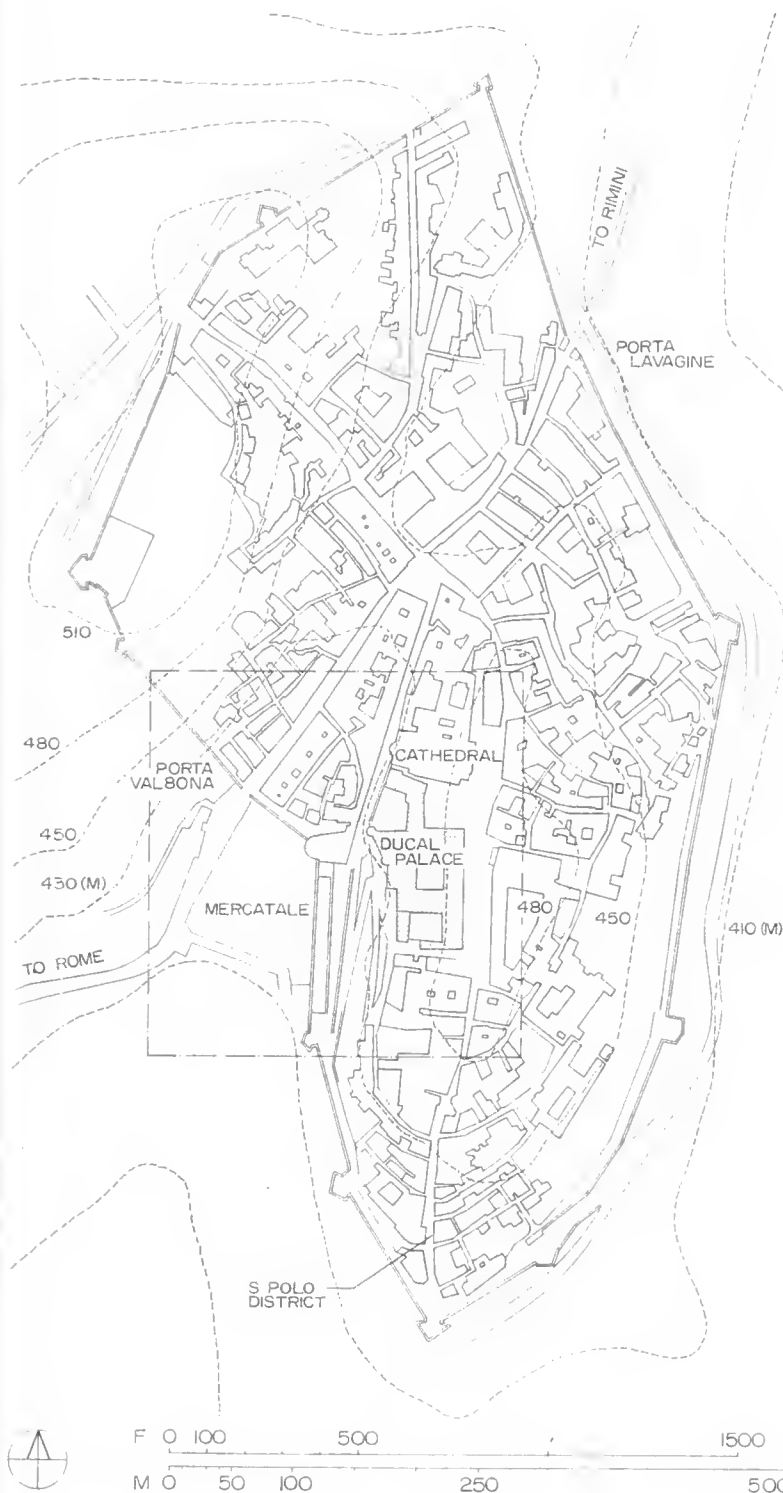 TO RIMINI
PORTA
LAVAGINE
510
480
PORTA
VALBONA
CATHEDRAL
450
DUCAL
PALACE
430 (M)
MERCATALE
480
450
410 (M)
TO ROME
S POLO
DISTRICT
F 0 100 500 1500
M 0 50 100 250 500